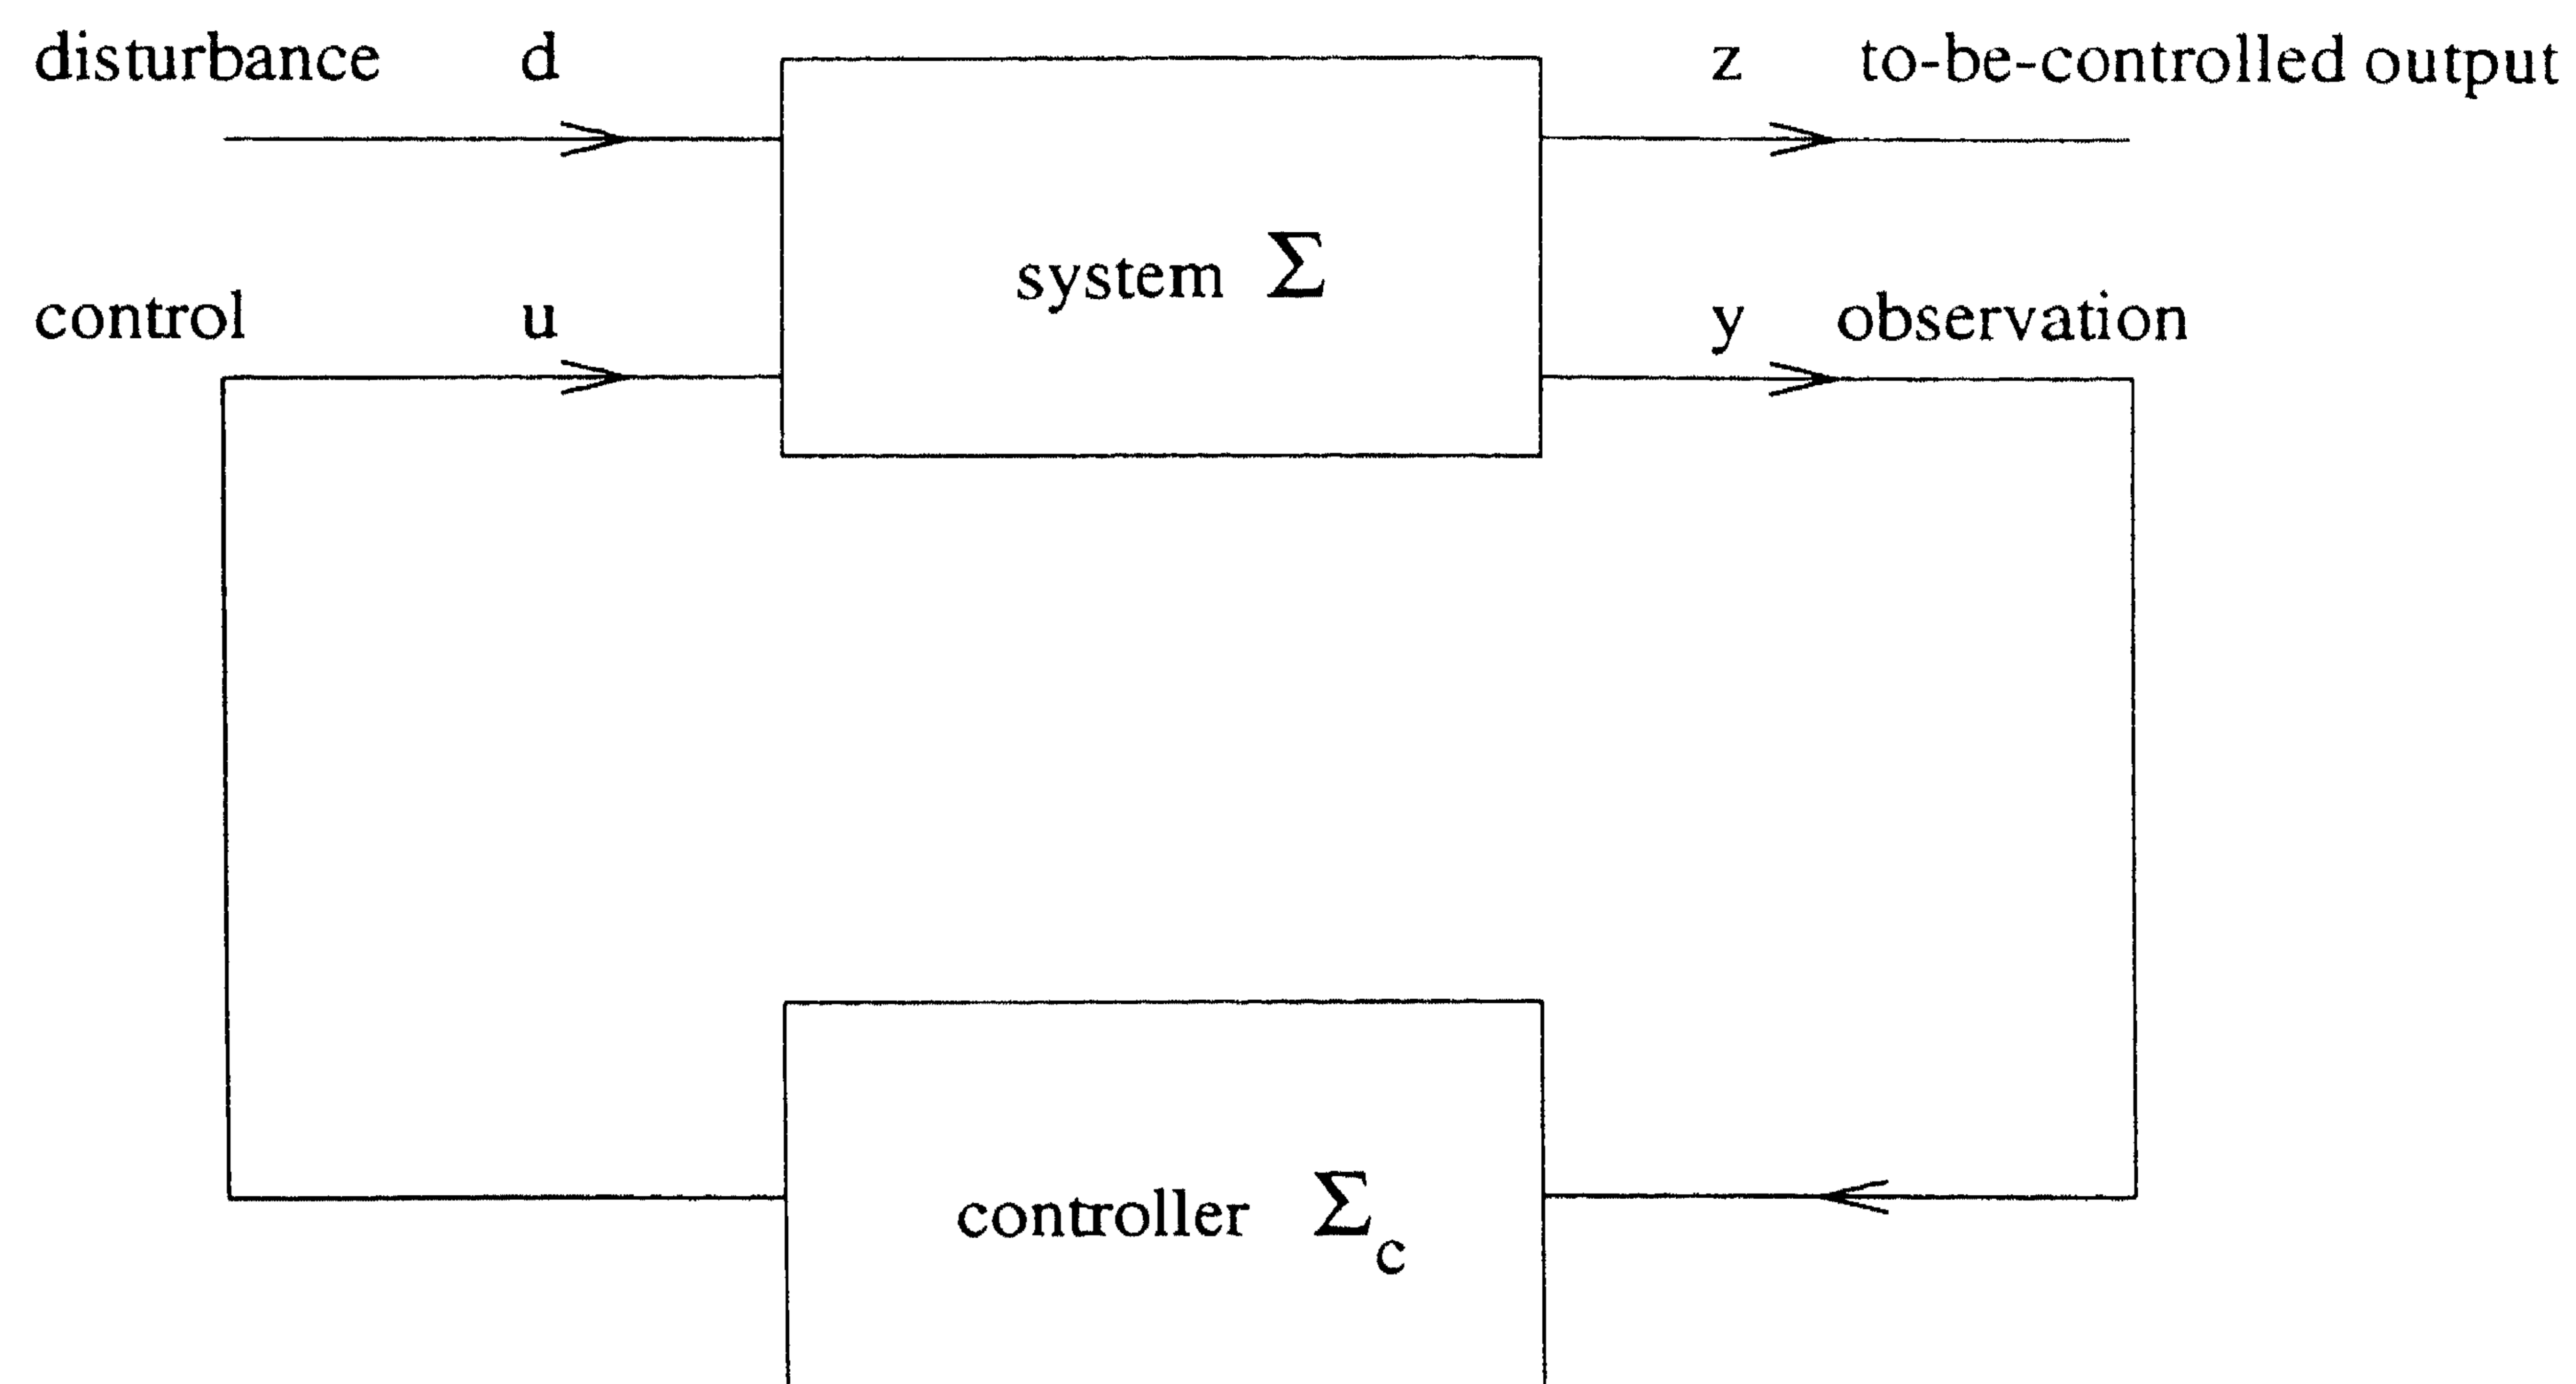 disturbance d z to-be-controlled output
system Σ
control u y observation
controller Σc